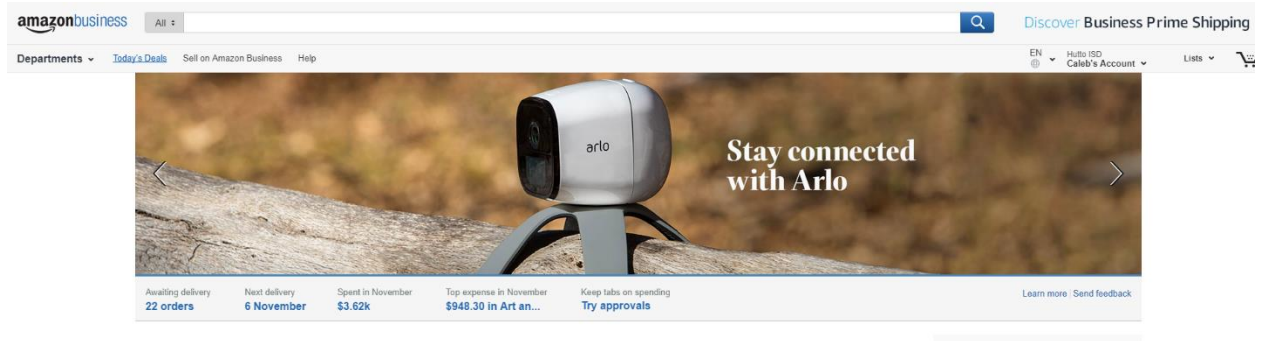 amazonbusiness
All
Discover Business Prime Shipping
Departments
Today's Deals
Sell on Amazon Business
Help
EN
Hutto ISD
Caleb's Account
Lists
arlo
Stay connected
with Arlo
Awaiting delivery
22 orders
Next delivery
6 November
Spent in November
$3.62k
Top expense in November
$948.30 in Art an...
Keep tabs on spending
Try approvals
Learn more
Send feedback